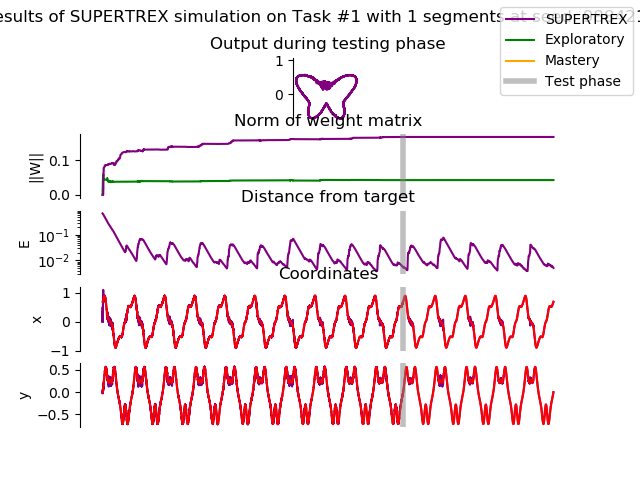 esults of SUPERTREX simulation on Task #1 with 1 segments at
SUPERTREX
Exploratory
Mastery
Test phase
Output during testing phase
1
0
Norm of weight matrix
||W||
0.1
0.0
Distance from target
E
10⁻¹
10⁻²
Coordinates
x
1
0
−1
y
0.5
0.0
−0.5